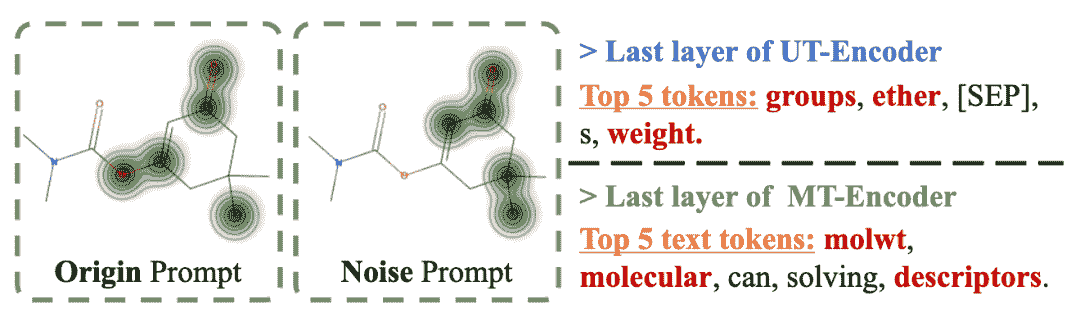 Origin Prompt
Noise Prompt
> Last layer of UT-Encoder
Top 5 tokens: groups, ether, [SEP],
s, weight.
> Last layer of  MT-Encoder
Top 5 text tokens: molwt,
molecular, can, solving, descriptors.